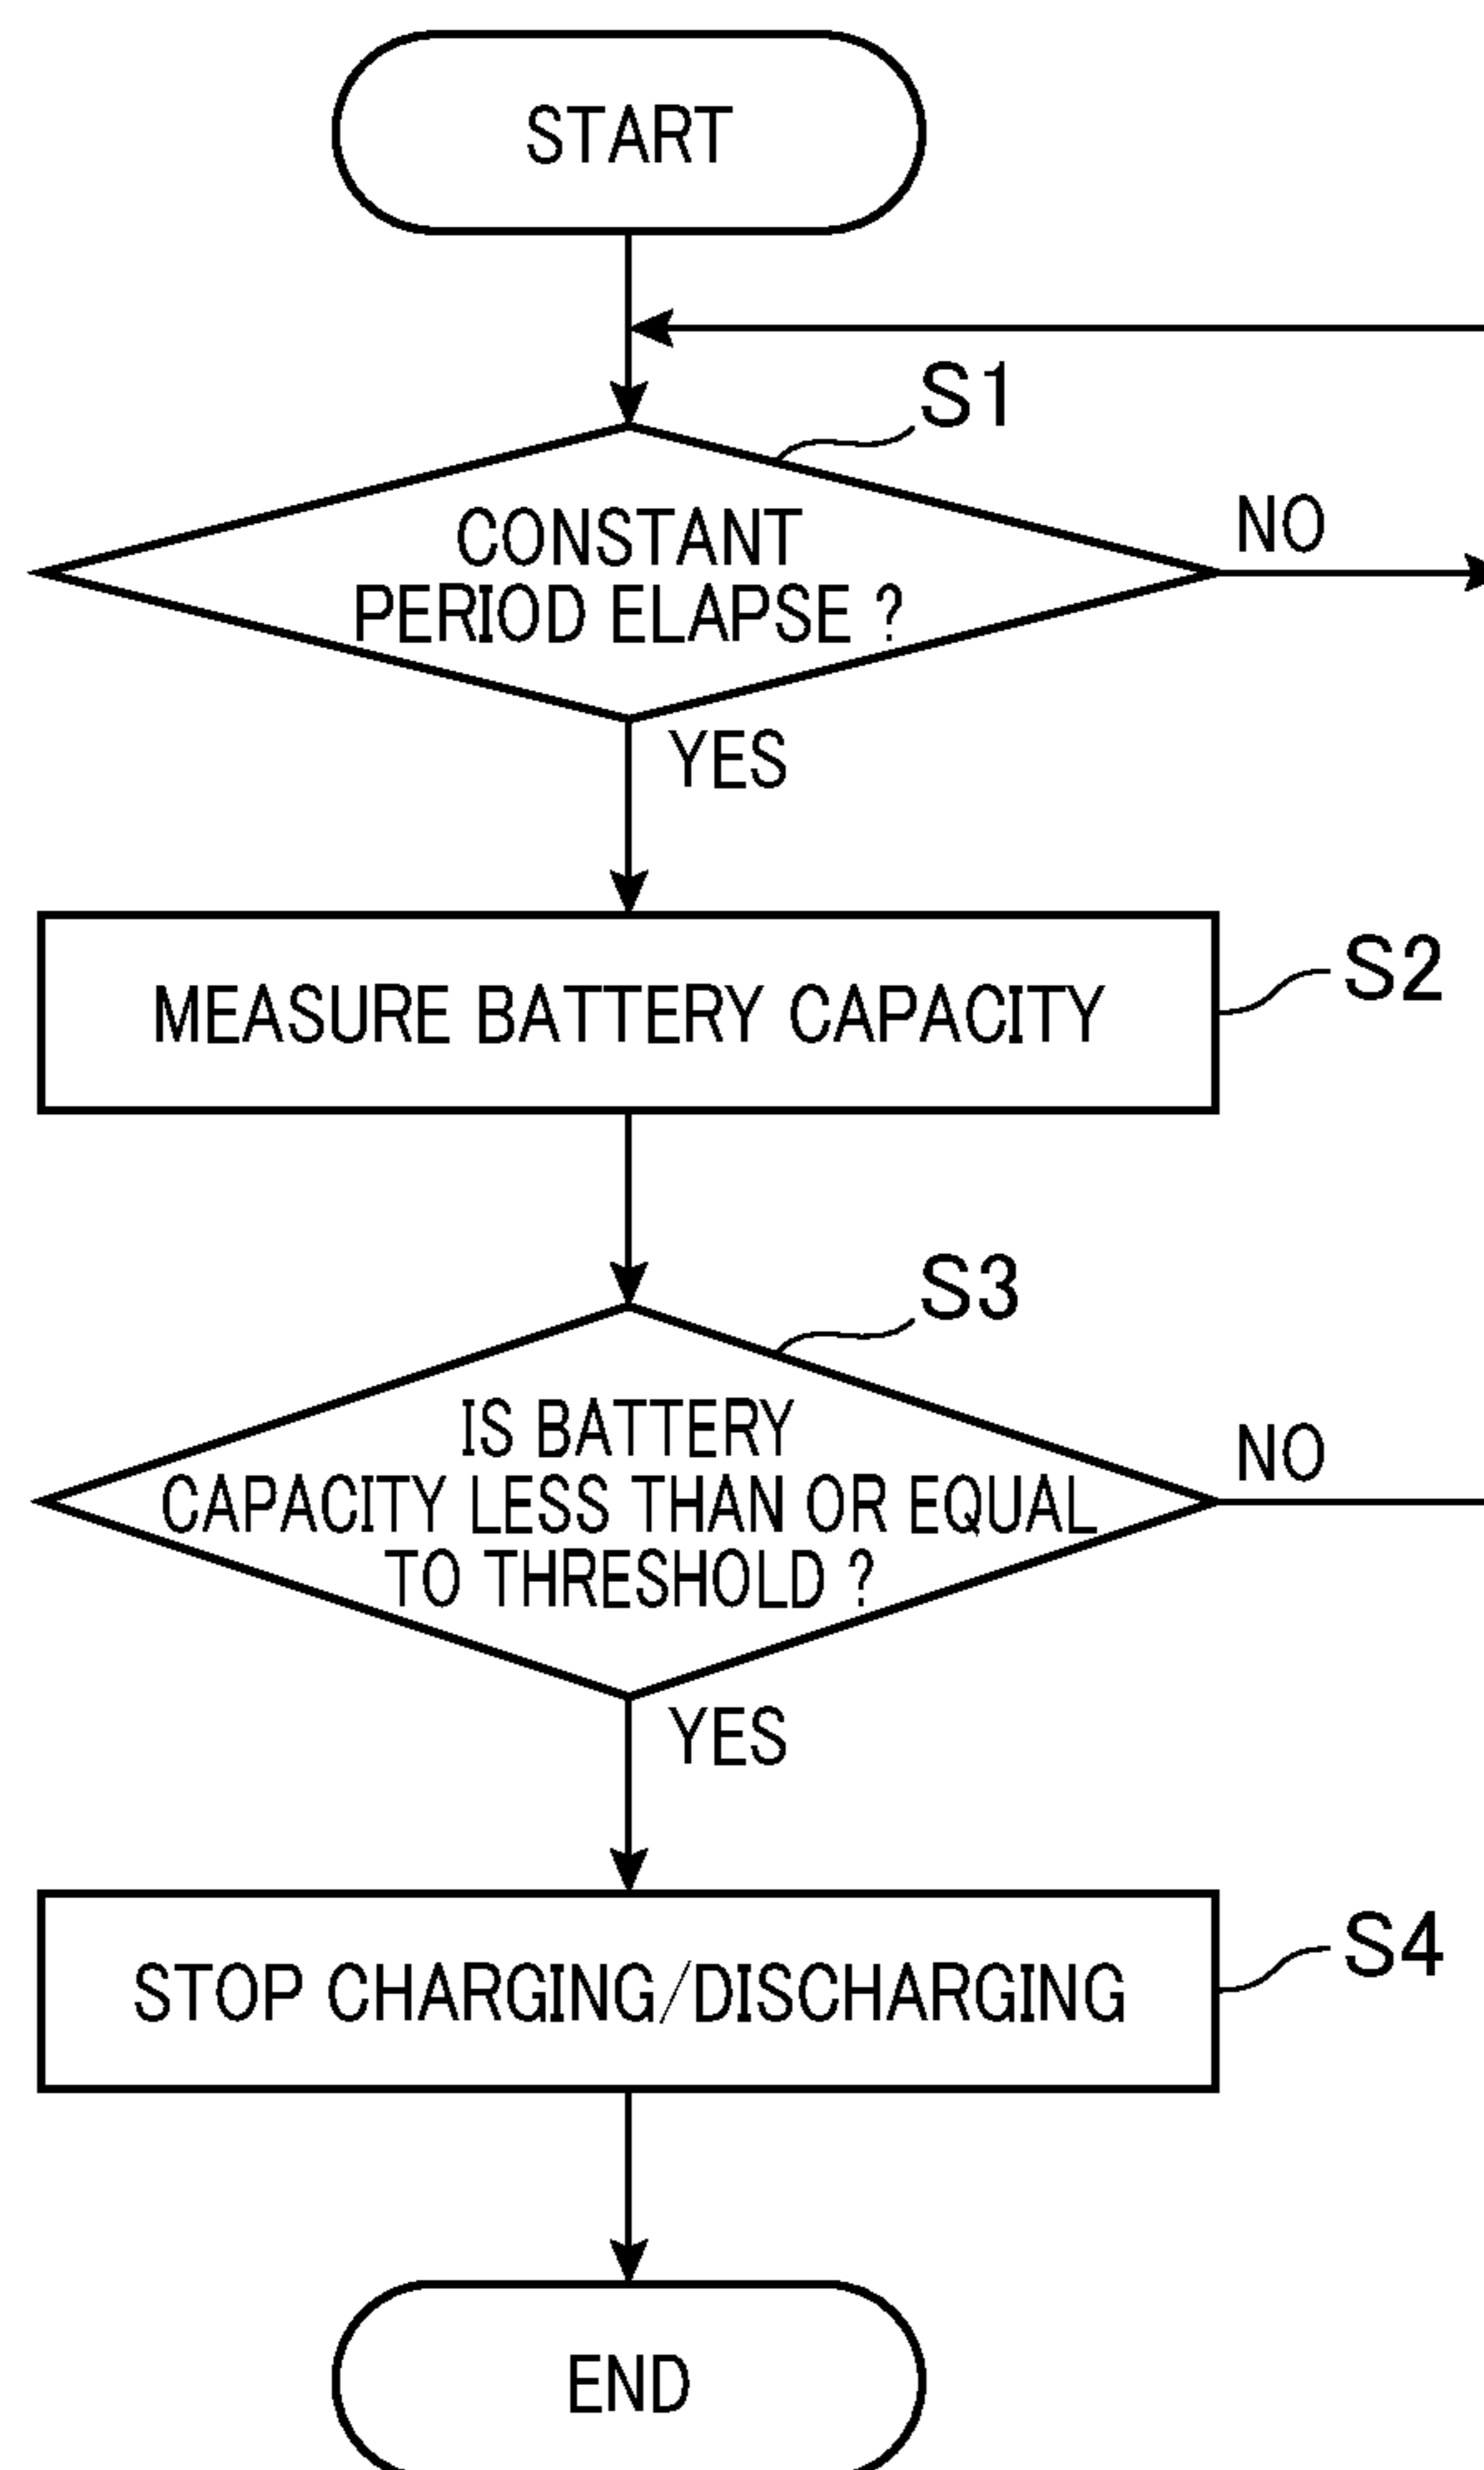 START
S1
CONSTANT
PERIOD ELAPSE ?
NO
YES
MEASURE BATTERY CAPACITY
S2
S3
IS BATTERY
CAPACITY LESS THAN OR EQUAL
TO THRESHOLD ?
NO
YES
STOP CHARGING/DISCHARGING
S4
END